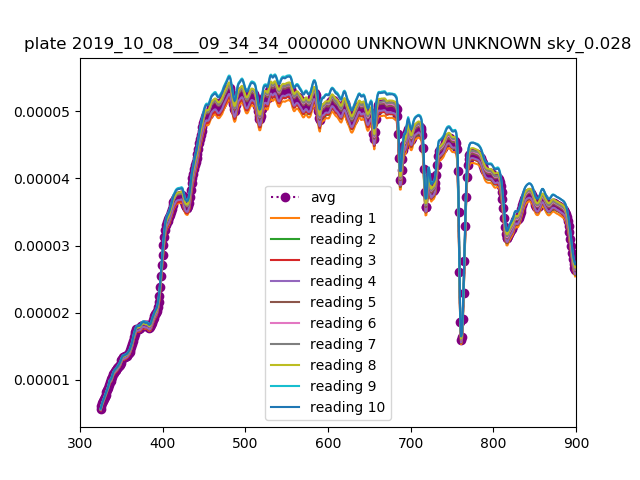 plate 2019_10_08___09_34_34_000000 UNKNOWN UNKNOWN sky_0.028
0.00005
0.00004
0.00003
0.00002
0.00001
avg
reading 1
reading 2
reading 3
reading 4
reading 5
reading 6
reading 7
reading 8
reading 9
reading 10
300 400 500 600 700 800 900